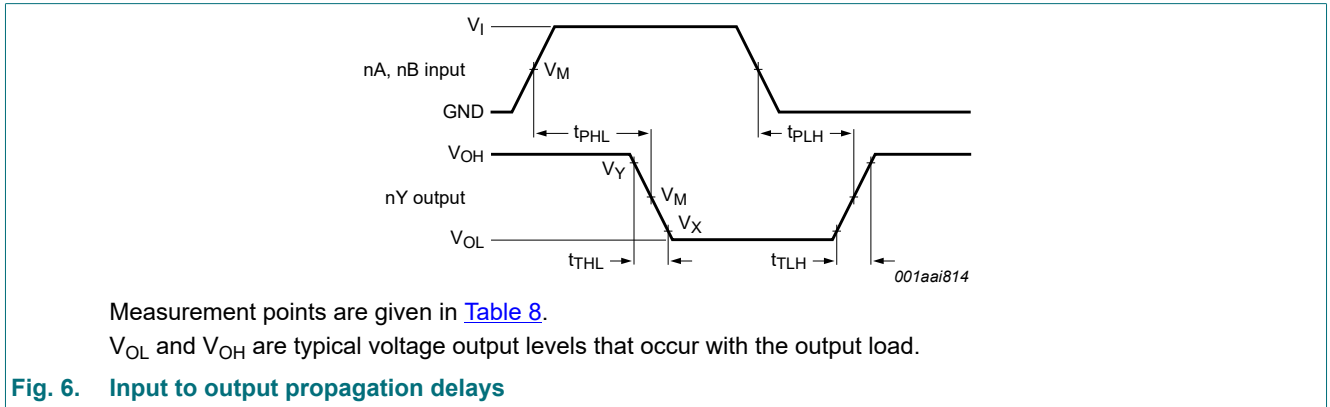 V_I
nA, nB input
V_M
GND
t_PHL
t_PLH
V_OH
V_Y
nY output
V_M
V_X
V_OL
t_THL
t_TLH
001aai814
Measurement points are given in Table 8.
V_OL and V_OH are typical voltage output levels that occur with the output load.
Fig. 6. Input to output propagation delays